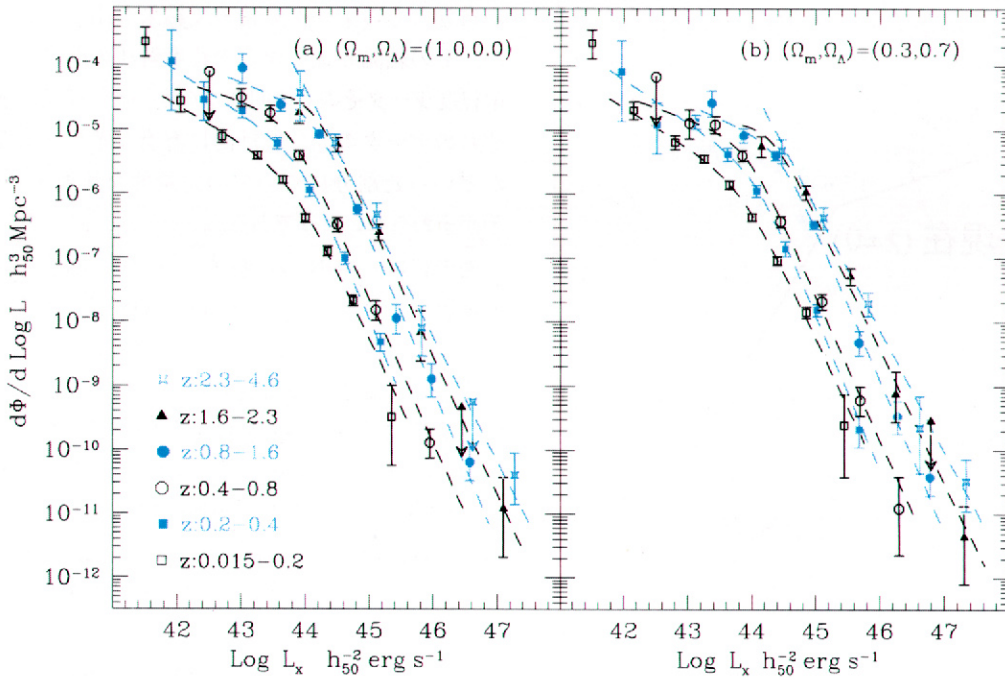 (a) (Ωm,ΩΛ)=(1.0,0.0)
(b) (Ωm,ΩΛ)=(0.3,0.7)
dΦ/d Log L h₅₀³ Mpc⁻³
10⁻⁴
10⁻⁵
10⁻⁶
10⁻⁷
10⁻⁸
10⁻⁹
10⁻¹⁰
10⁻¹¹
10⁻¹²
z:2.3−4.6
z:1.6−2.3
z:0.8−1.6
z:0.4−0.8
z:0.2−0.4
z:0.015−0.2
42 43 44 45 46 47
42 43 44 45 46 47
Log Lₓ h₅₀⁻² erg s⁻¹
Log Lₓ h₅₀⁻² erg s⁻¹